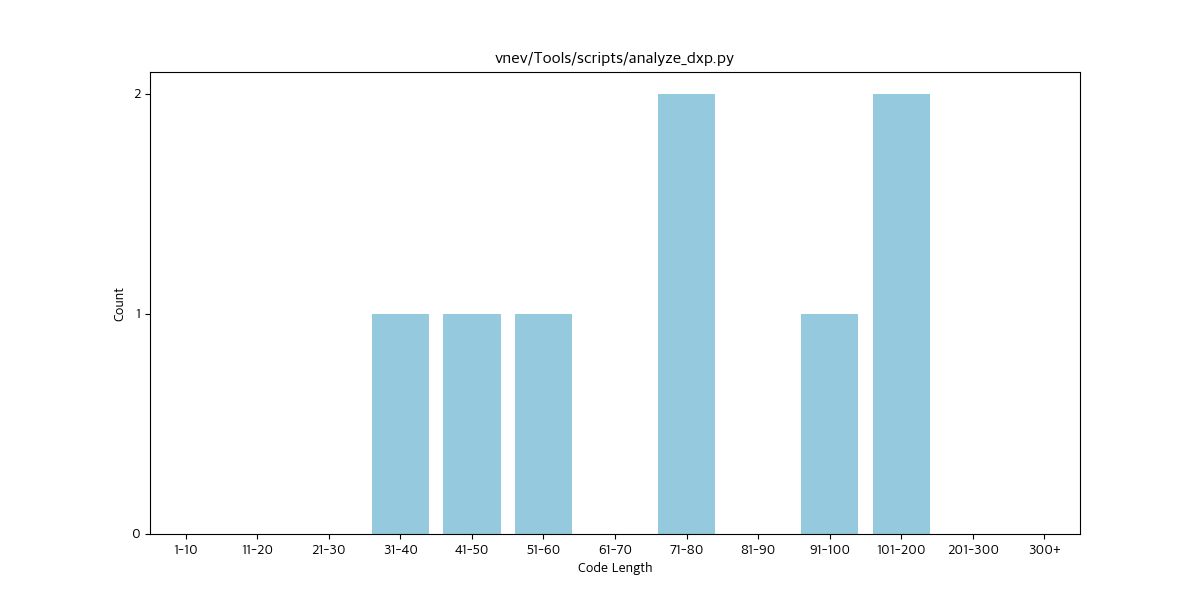 vnev/Tools/scripts/analyze_dxp.py
2
1
0
Count
1-10 11-20 21-30 31-40 41-50 51-60 61-70 71-80 81-90 91-100 101-200 201-300 300+
Code Length